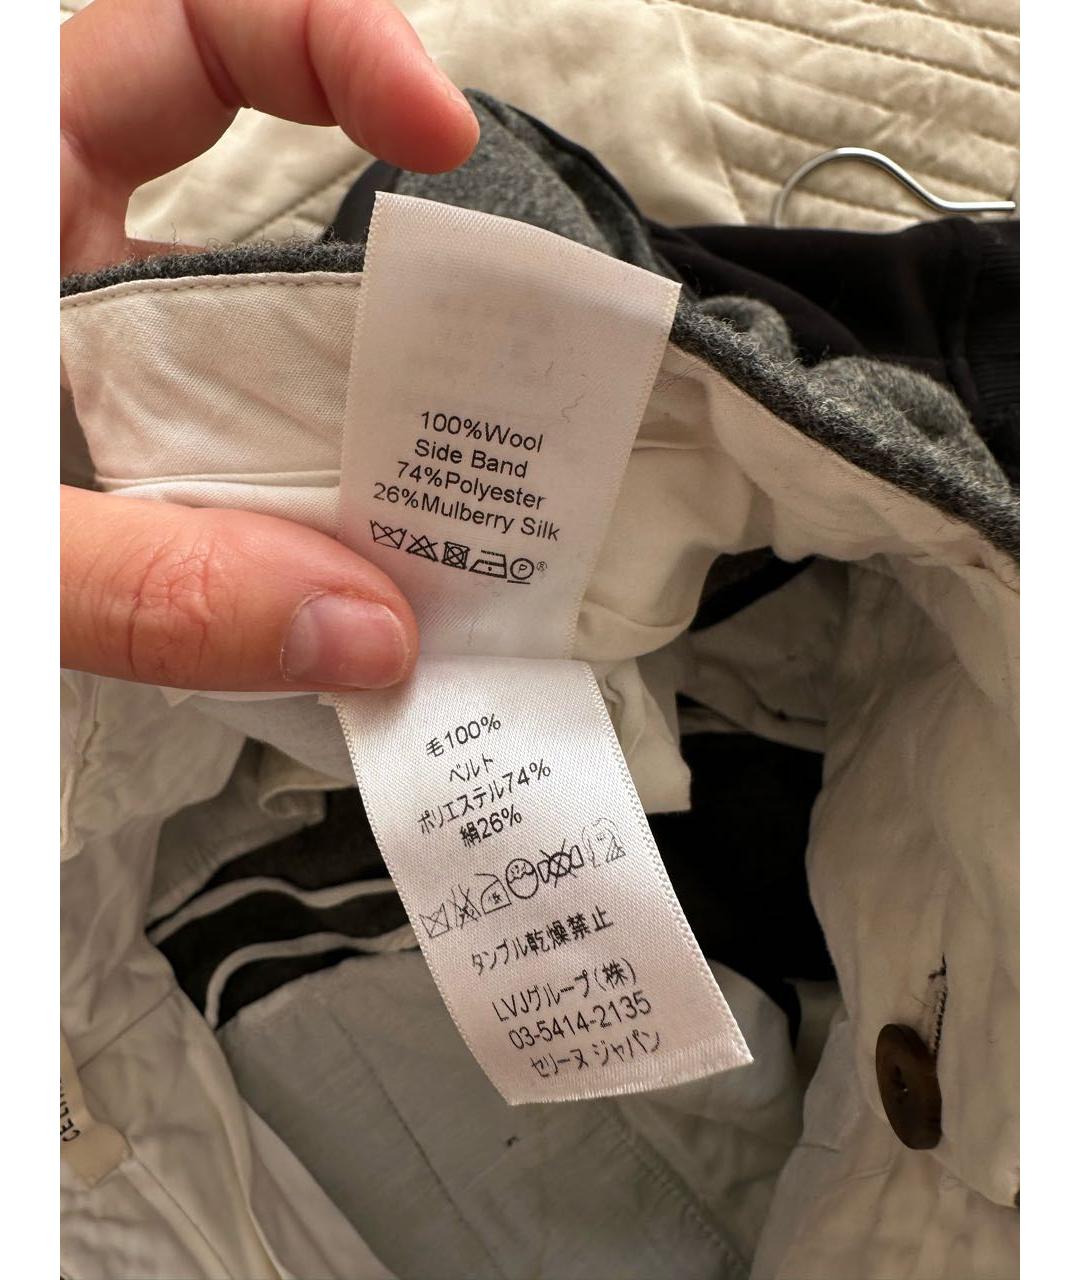 100%Wool
Side Band
74%Polyester
26%Mulberry Silk
P
®
毛100%
ベルト
ポリエステル74%
絹26%
タンブル乾燥禁止
LVJグループ(株)
03-5414-2135
セリーヌ ジャパン